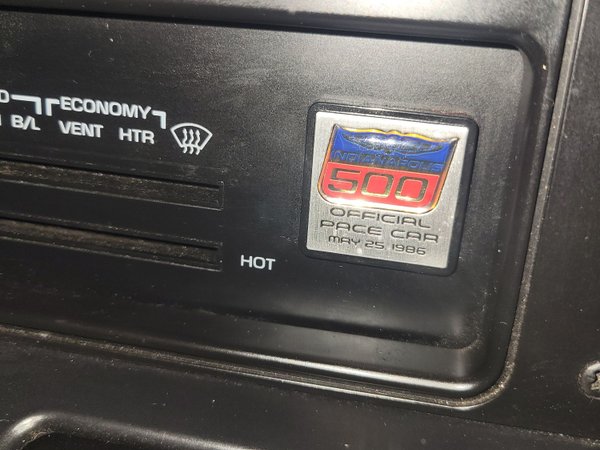 ECONOMY
B/L VENT HTR
HOT
INDIANAPOLIS
500
OFFICIAL
PACE CAR
MAY 25, 1986